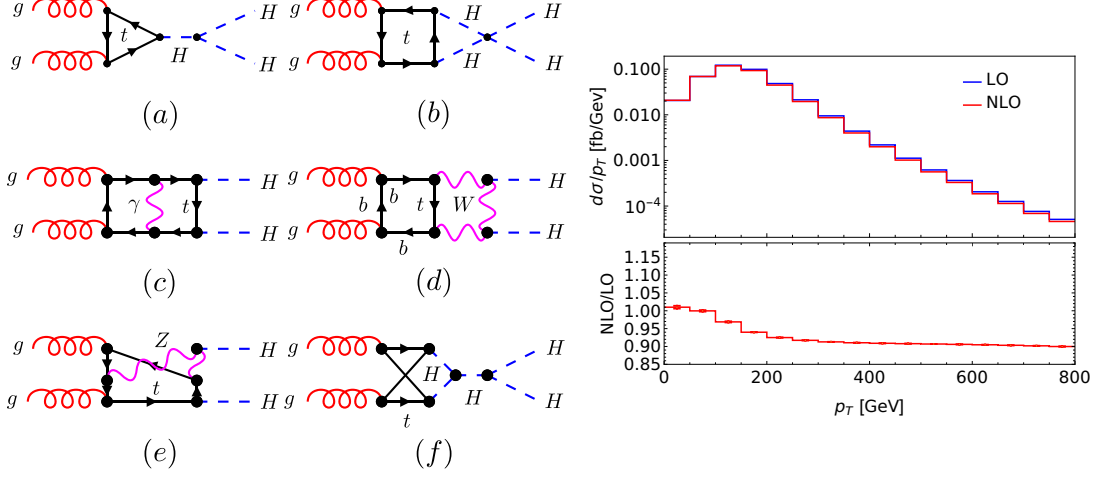 g H
t
H
g H
(a)
g H H
t
g H H
(b)
g H
γ t
g H
(c)
g H
b
b t W
g b H
(d)
Z
g H
t
g H
(e)
g H
H
H
g t H
(f)
0.100
0.010
0.001
10⁻⁴
dσ/p_T [fb/Gev]
LO
NLO
1.15
1.10
1.05
1.00
0.95
0.90
0.85
NLO/LO
0 200 400 600 800
p_T [GeV]